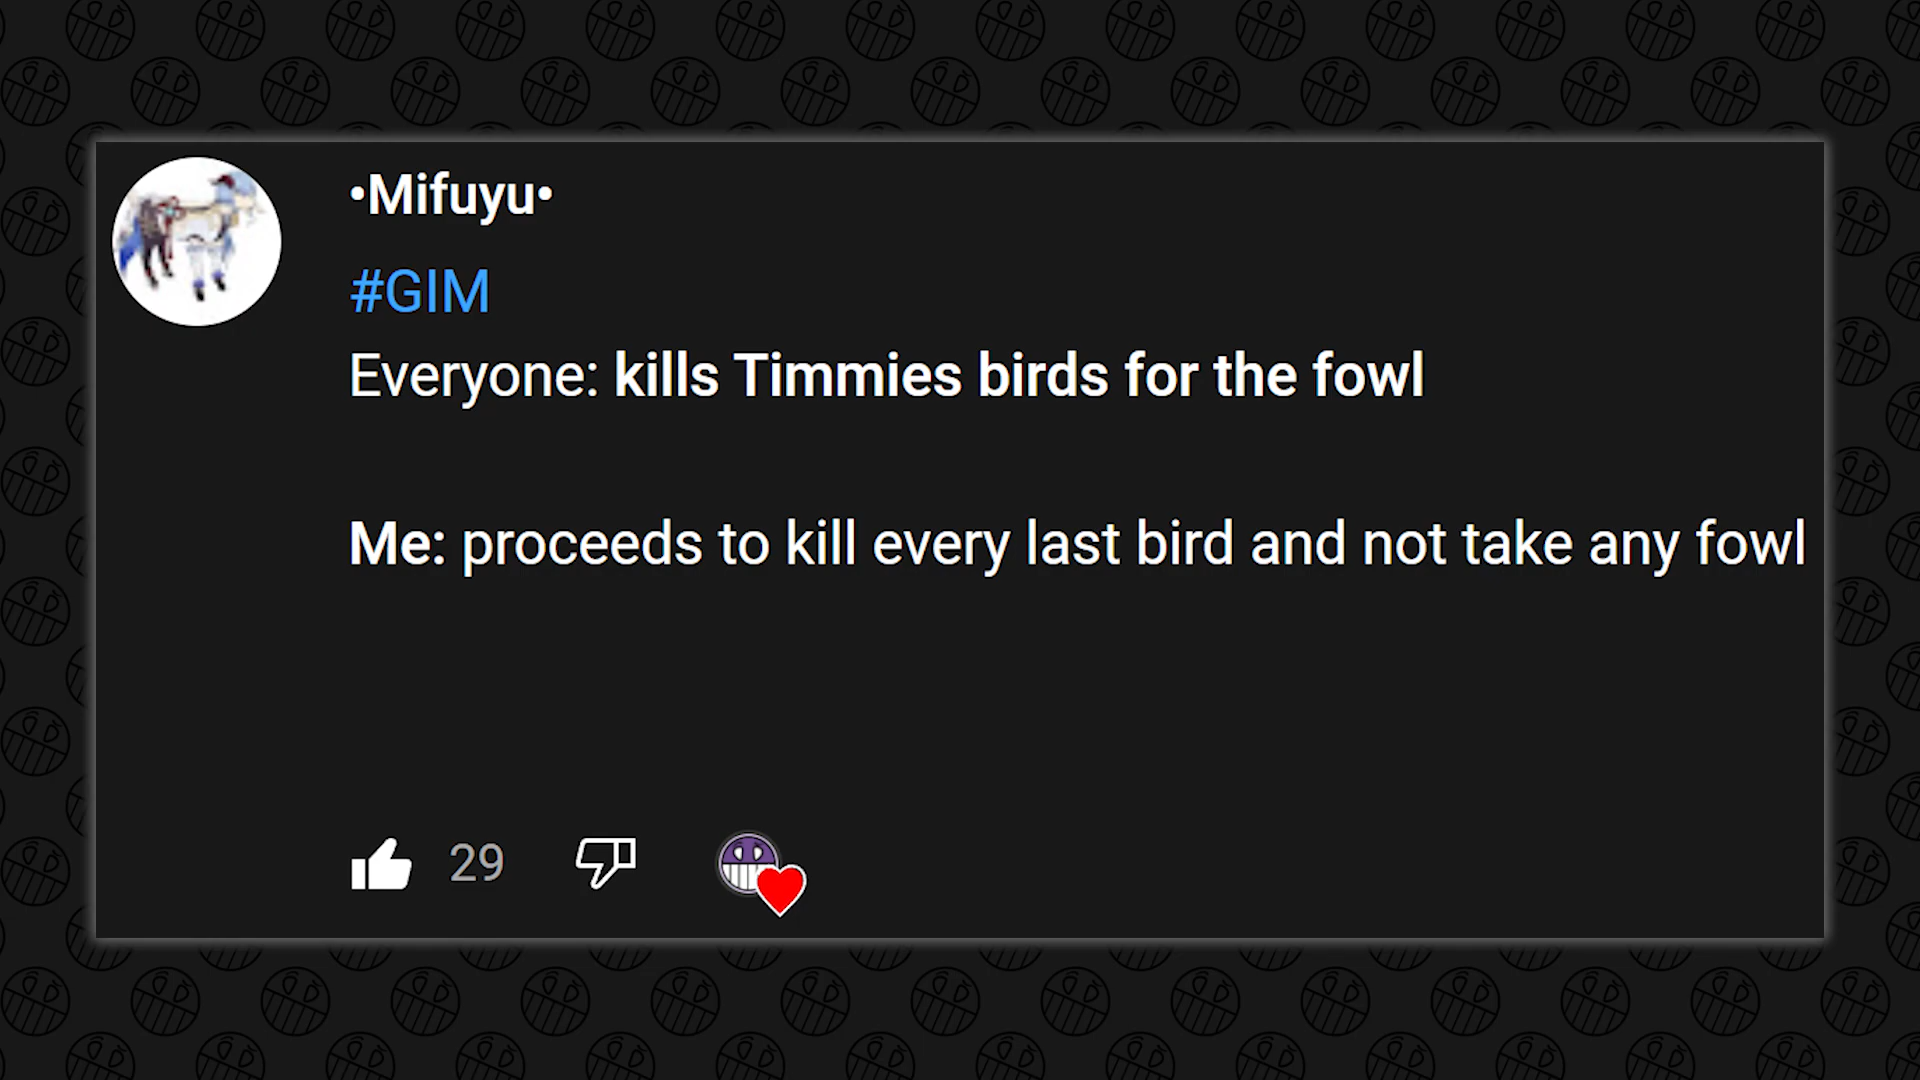 •Mifuyu•
#GIM
Everyone: kills Timmies birds for the fowl
Me: proceeds to kill every last bird and not take any fowl
29